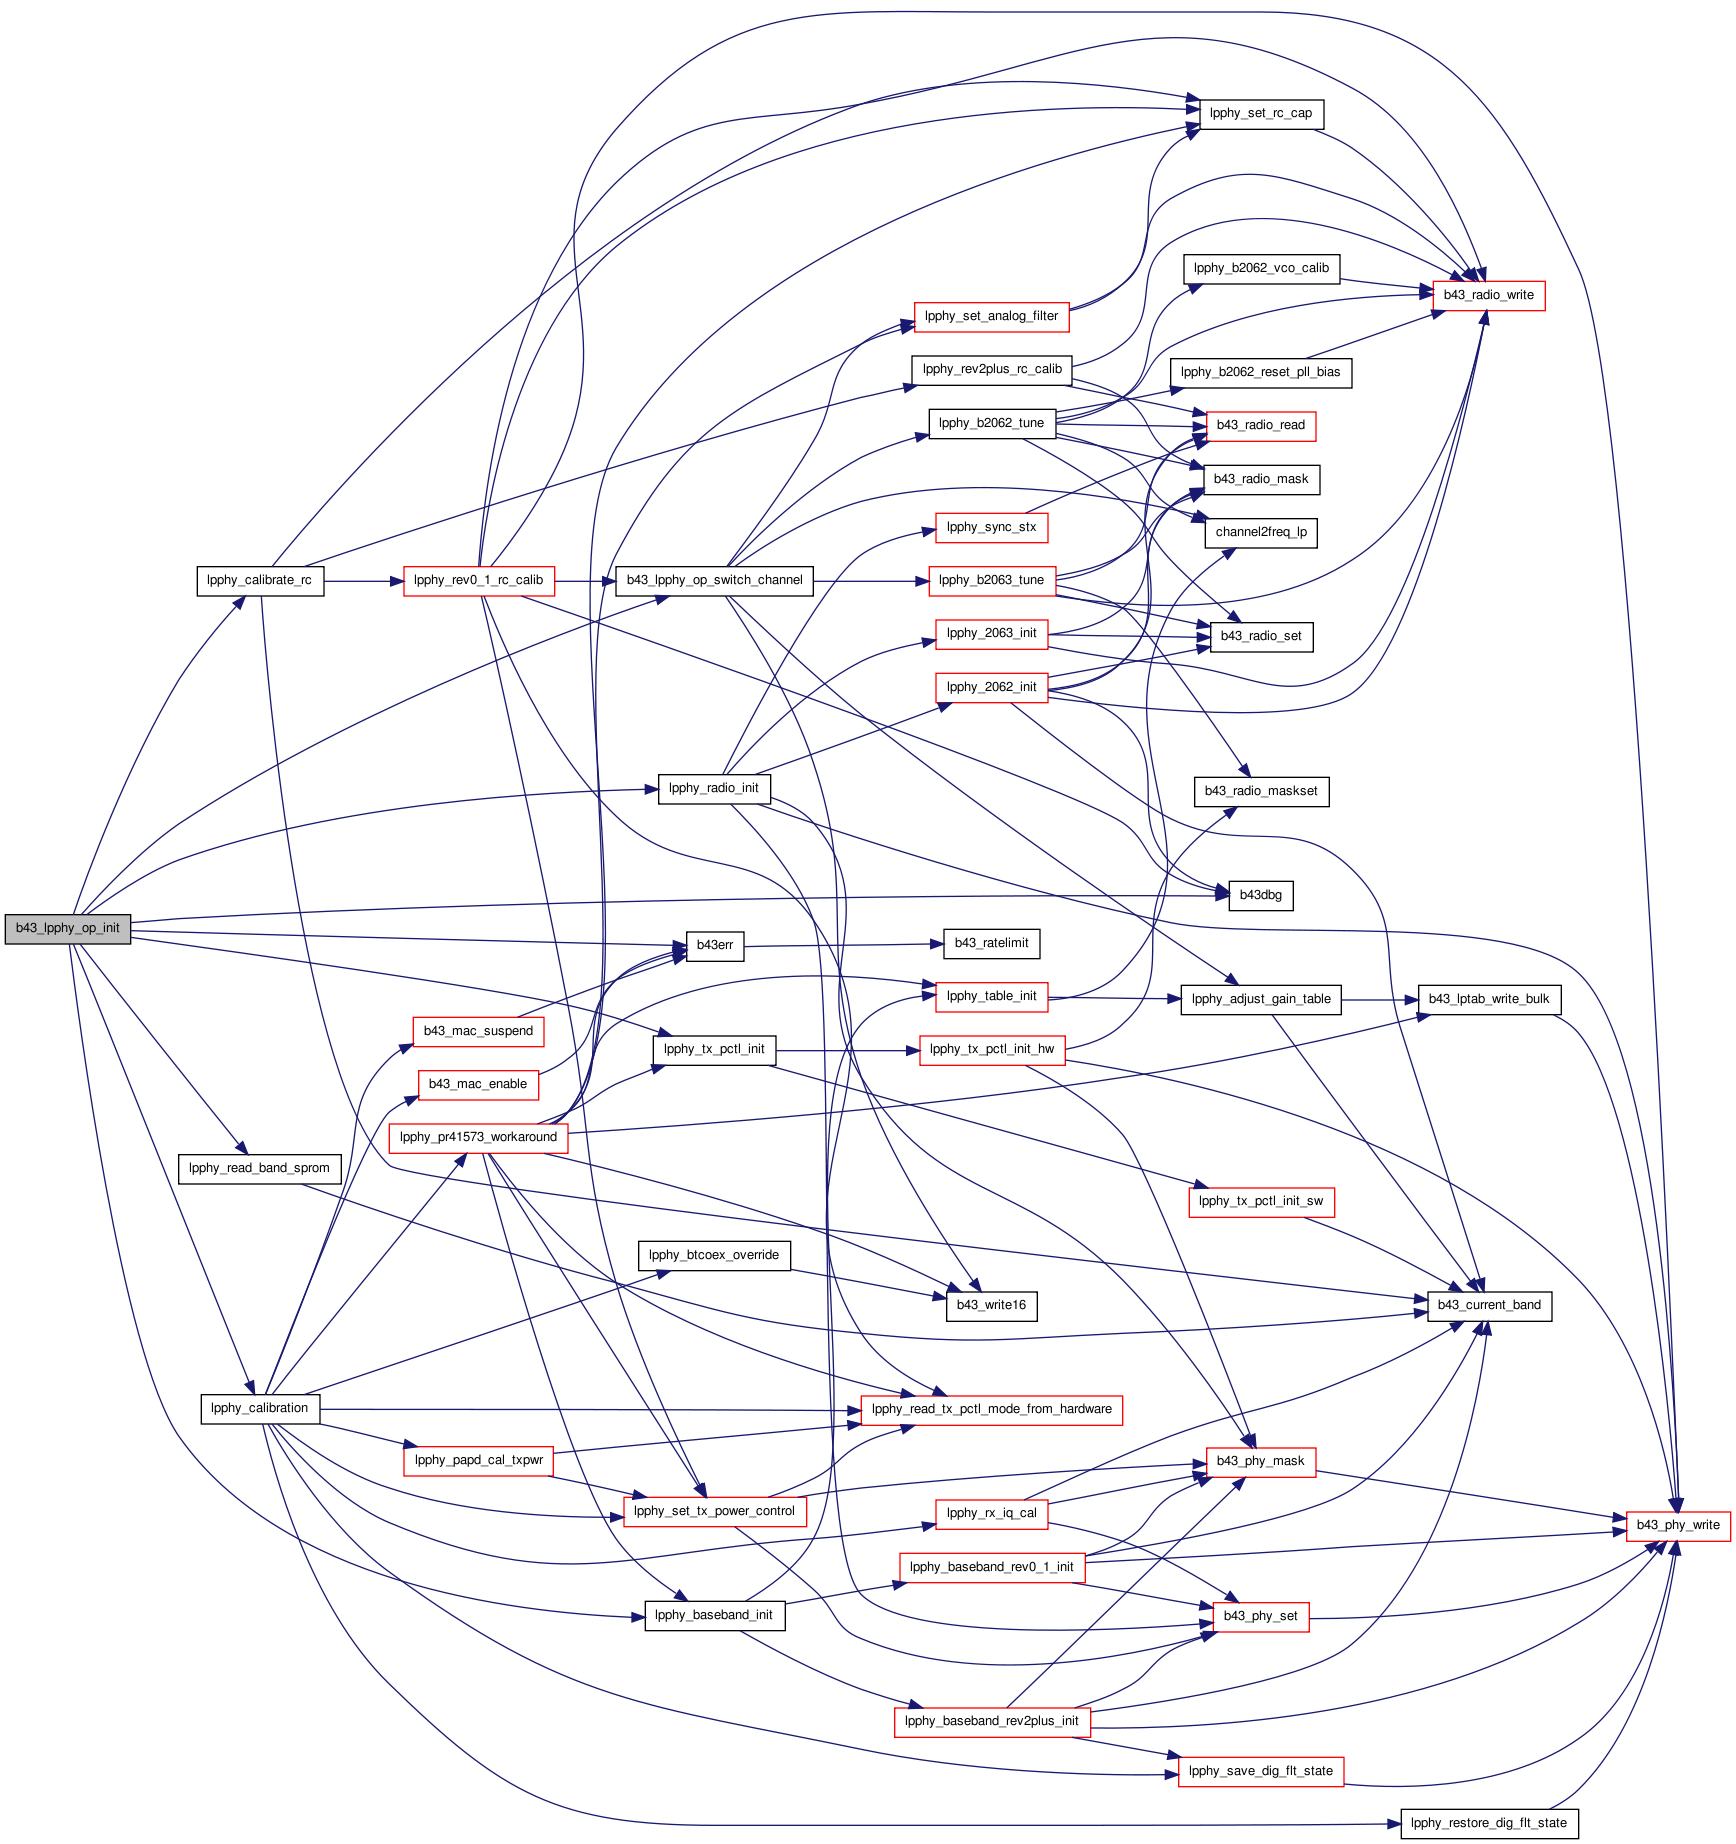 lpphy_set_rc_cap
lpphy_b2062_vco_calib
b43_radio_write
lpphy_set_analog_filter
lpphy_rev2plus_rc_calib
lpphy_b2062_reset_pll_bias
lpphy_b2062_tune
b43_radio_read
b43_radio_mask
lpphy_sync_stx
channel2freq_lp
lpphy_calibrate_rc
lpphy_rev0_1_rc_calib
b43_lpphy_op_switch_channel
lpphy_b2063_tune
lpphy_2063_init
b43_radio_set
lpphy_2062_init
lpphy_radio_init
b43_radio_maskset
b43dbg
b43_lpphy_op_init
b43err
b43_ratelimit
lpphy_table_init
lpphy_adjust_gain_table
b43_lptab_write_bulk
b43_mac_suspend
lpphy_tx_pctl_init
lpphy_tx_pctl_init_hw
b43_mac_enable
lpphy_pr41573_workaround
lpphy_read_band_sprom
lpphy_tx_pctl_init_sw
lpphy_btcoex_override
b43_write16
b43_current_band
lpphy_calibration
lpphy_read_tx_pctl_mode_from_hardware
lpphy_papd_cal_txpwr
b43_phy_mask
lpphy_set_tx_power_control
lpphy_rx_iq_cal
b43_phy_write
lpphy_baseband_rev0_1_init
lpphy_baseband_init
b43_phy_set
lpphy_baseband_rev2plus_init
lpphy_save_dig_flt_state
lpphy_restore_dig_flt_state